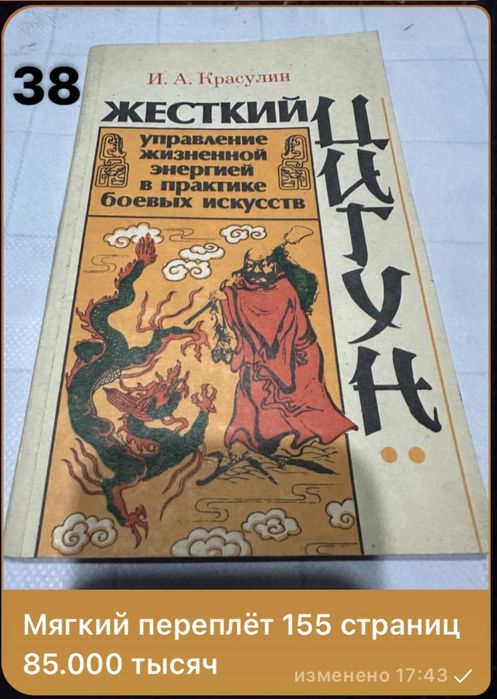 38
И. А. Красулин
ЖЕСТКИЙ
ЦИГУН
управление
жизненной
энергией
в практике
боевых искусств
Мягкий переплёт 155 страниц
85.000 тысяч
изменено 17:43